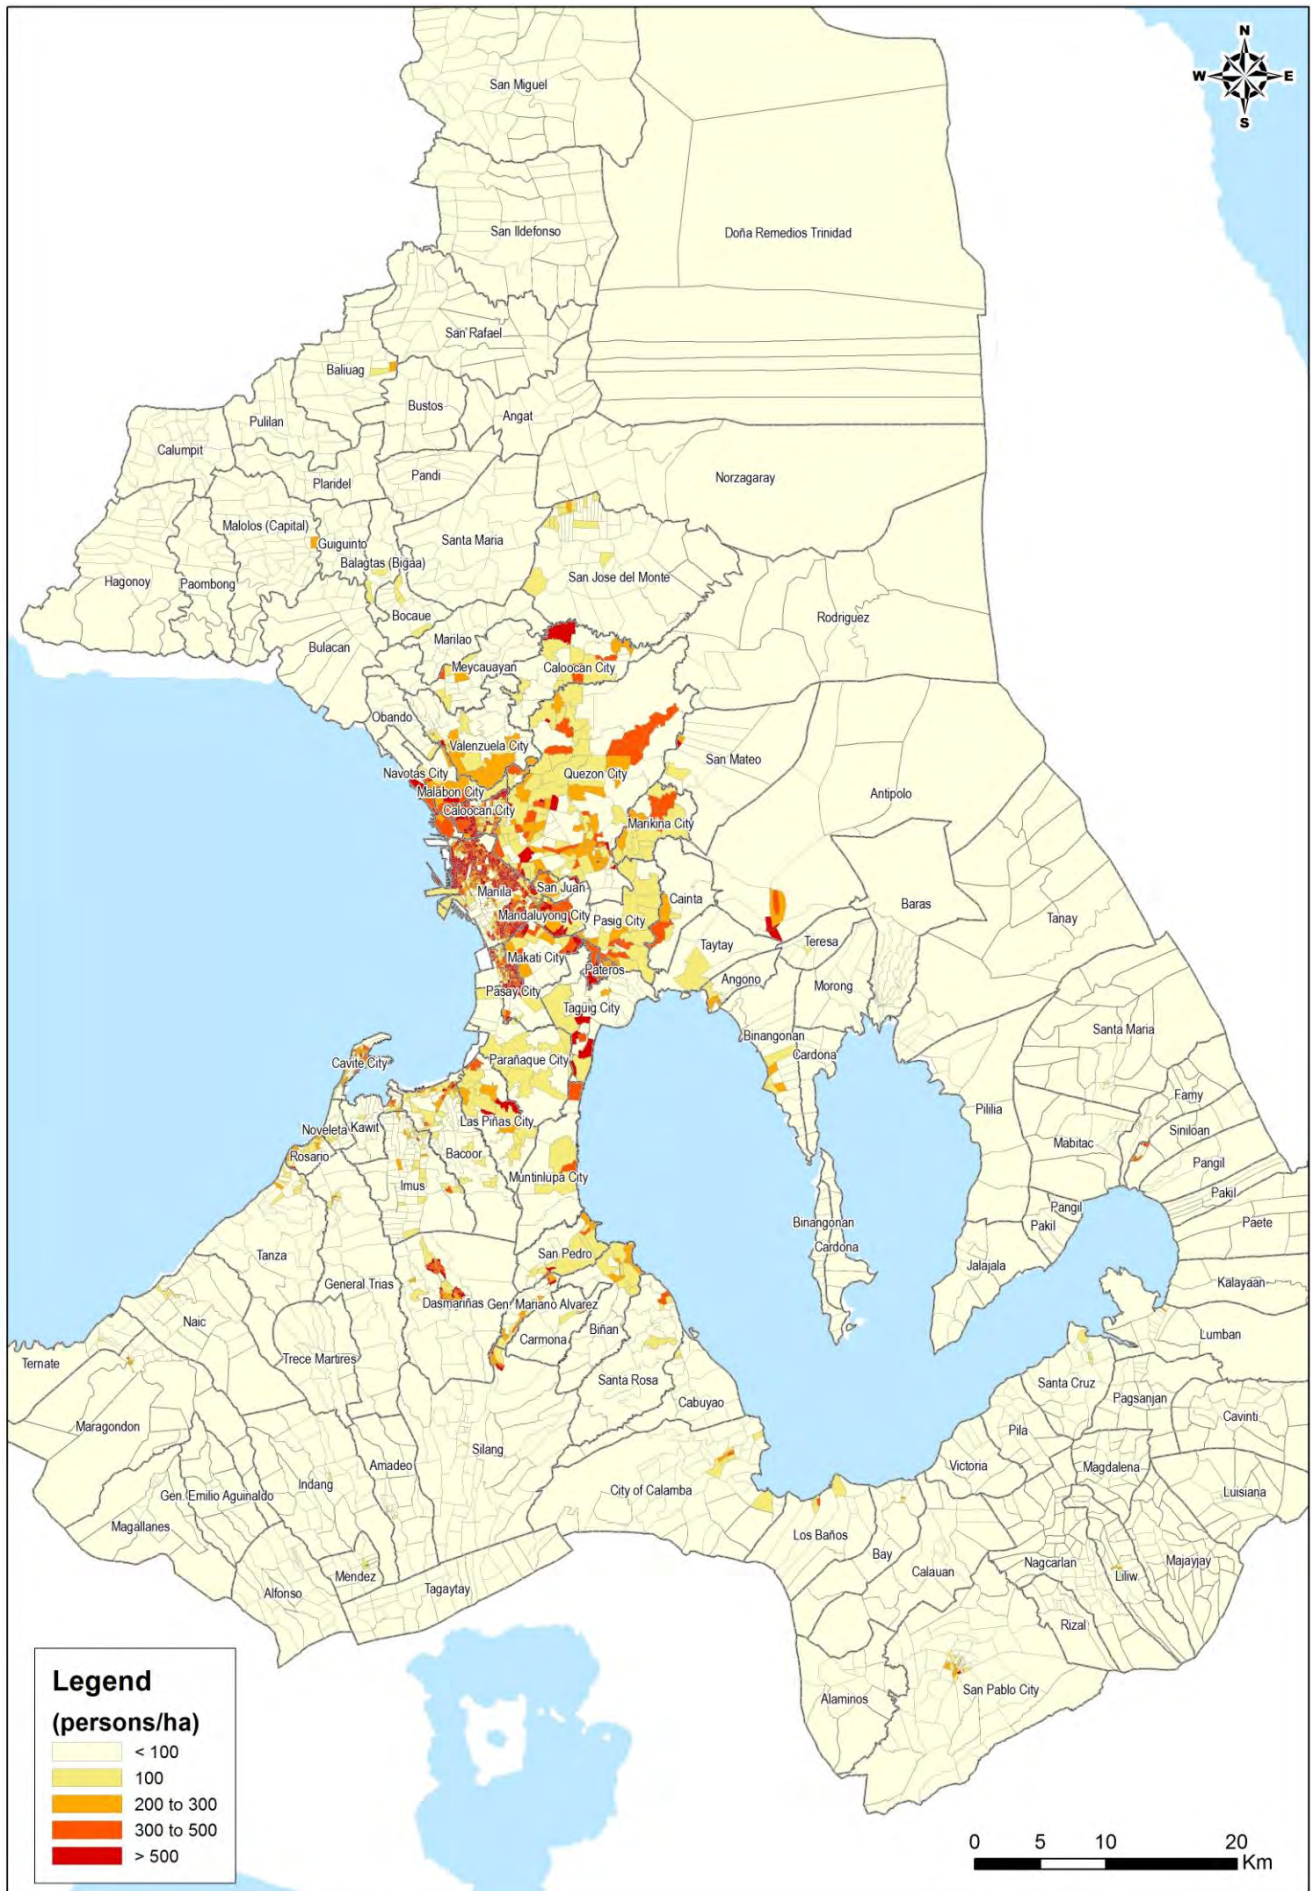 N
W E
S
San Miguel
San Ildefonso
Doña Remedios Trinidad
San Rafael
Baliuag
Bustos
Angat
Pulilan
Calumpit
Pandi
Norzagaray
Plaridel
Malolos (Capital)
Guiguinto
Santa Maria
Balagtas (Bigaa)
San Jose del Monte
Hagonoy
Paombong
Bocaue
Rodriguez
Bulacan
Marilao
Meycauayan
Caloocan City
Obando
Valenzuela City
San Mateo
Navotas City
Quezon City
Malabon City
Antipolo
Caloocan City
Marikina City
Manila
San Juan
Cainta
Baras
Mandaluyong City
Pasig City
Tanay
Taytay
Teresa
Makati City
Pateros
Angono
Morong
Pasay City
Taguig City
Santa Maria
Binangonan
Cardona
Cavite City
Parañaque City
Famy
Pililla
Las Piñas City
Noveleta
Kawit
Siniloan
Mabitac
Rosario
Bacoor
Pangil
Imus
Muntinlupa City
Pakil
Pangil
Binangonan
Paete
Pakil
Cardona
Tanza
San Pedro
Jalajala
General Trias
Kalayaan
Dasmariñas
Gen. Mariano Alvarez
Naic
Biñan
Carmona
Lumban
Ternate
Trece Martires
Santa Rosa
Santa Cruz
Pagsanjan
Cabuyao
Maragondon
Cavinti
Pila
Silang
Amadeo
Victoria
Magdalena
Indang
City of Calamba
Luisiana
Gen. Emilio Aguinaldo
Magallanes
Los Baños
Bay
Nagcarlan
Majayjay
Calauan
Liliw
Mendez
Tagaytay
Alfonso
Rizal
San Pablo City
Alaminos
Legend
(persons/ha)
< 100
100
200 to 300
300 to 500
> 500
0 5 10 20
Km